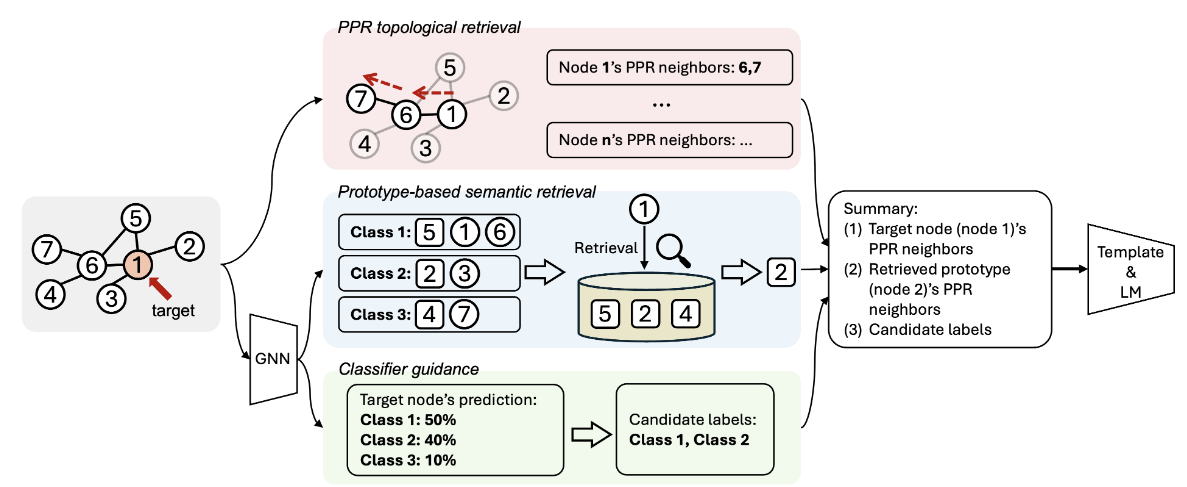 PPR topological retrieval
5
7
2
6
1
4
3
Node 1's PPR neighbors: 6,7
...
Node n's PPR neighbors: ...
5
7
2
6
1
4
3
target
GNN
Prototype-based semantic retrieval
Class 1: 5 1 6
Class 2: 2 3
Class 3: 4 7
1
Retrieval
5 2 4
2
Classifier guidance
Target node's prediction:
Class 1: 50%
Class 2: 40%
Class 3: 10%
Candidate labels:
Class 1, Class 2
Summary:
(1) Target node (node 1)'s
PPR neighbors
(2) Retrieved prototype
(node 2)'s PPR
neighbors
(3) Candidate labels
Template
&
LM